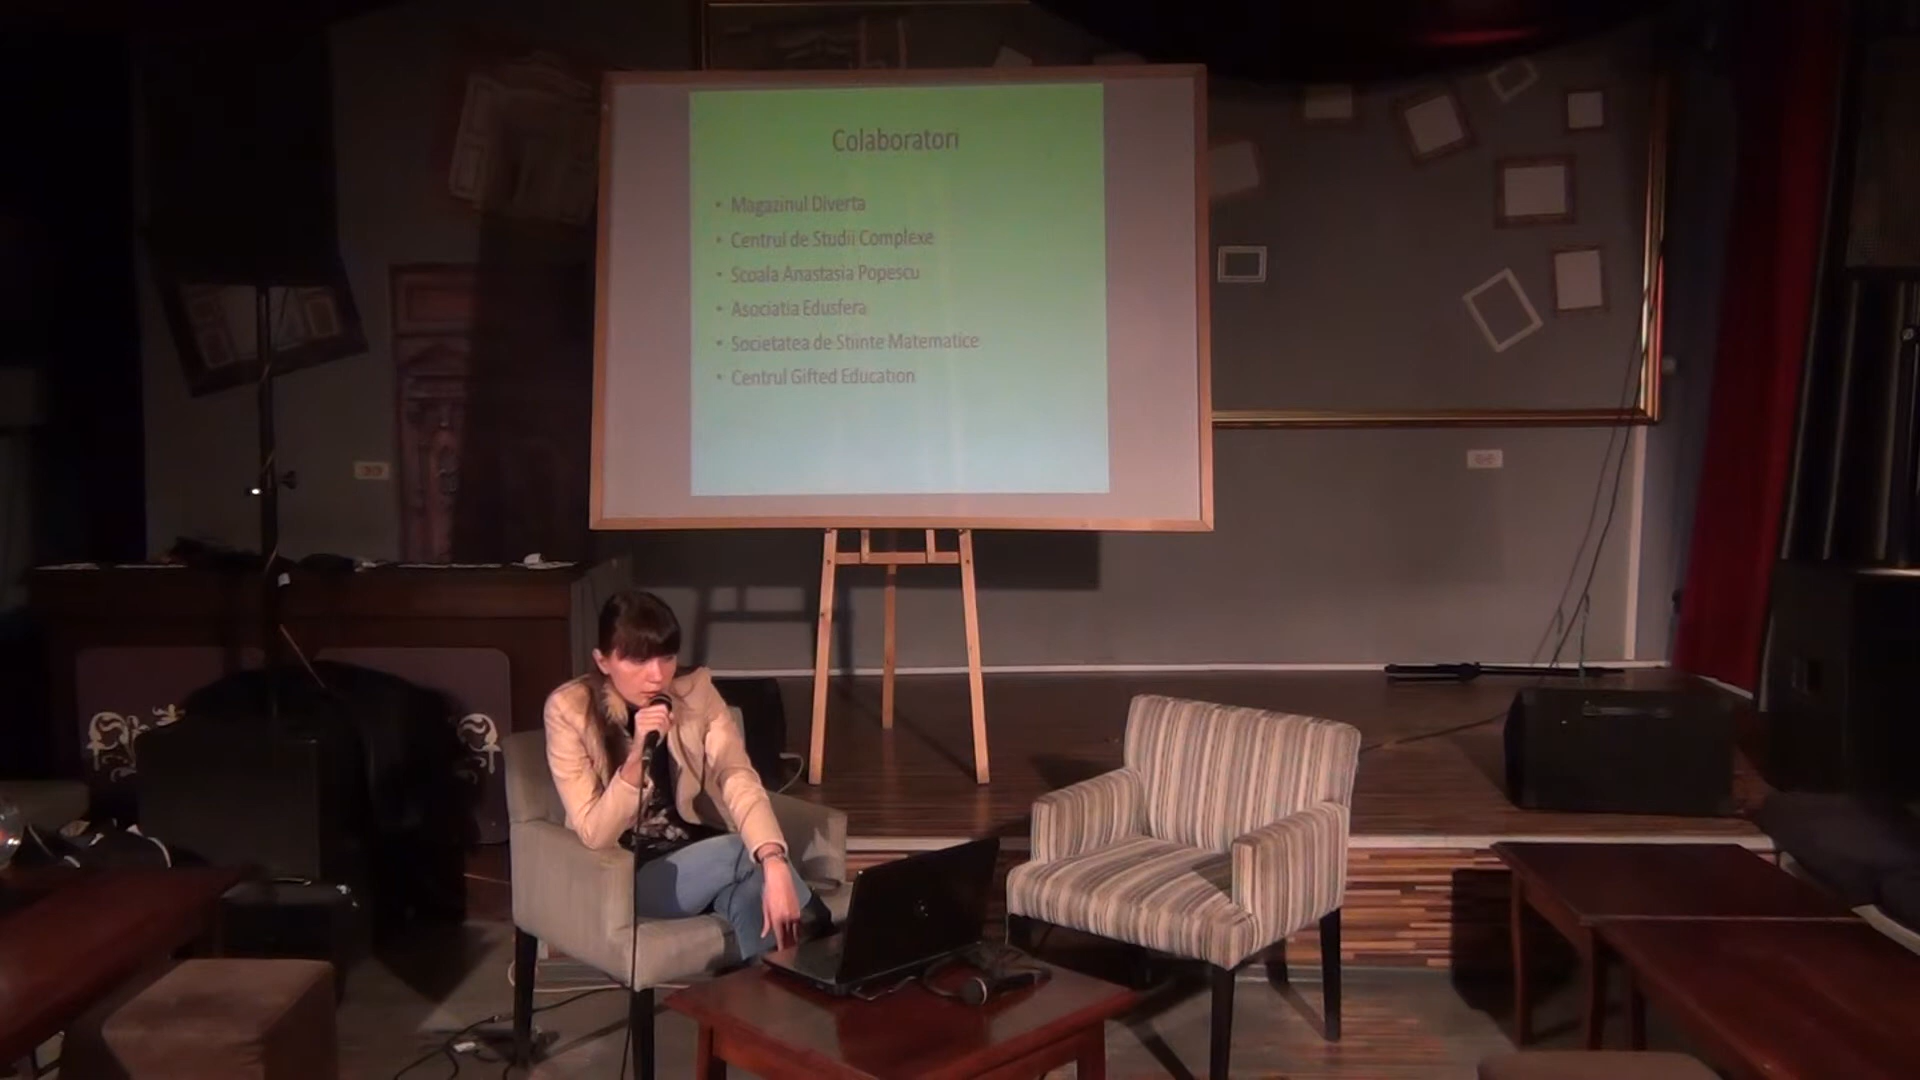 Colaboratori
• Magazinul Diverta
• Centrul de Studii Complexe
• Scoala Anastasia Popescu
• Asociatia Edusfera
• Societatea de Stiinte Matematice
• Centrul Gifted Education